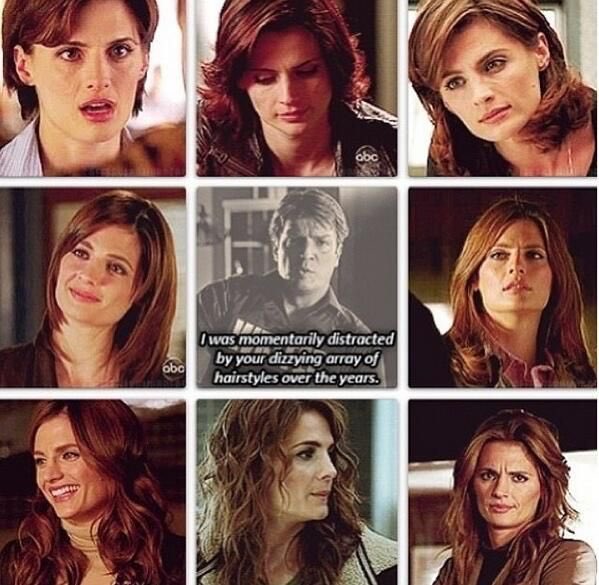 abc
abc
I was momentarily distracted
by your dizzying array of
hairstyles over the years.